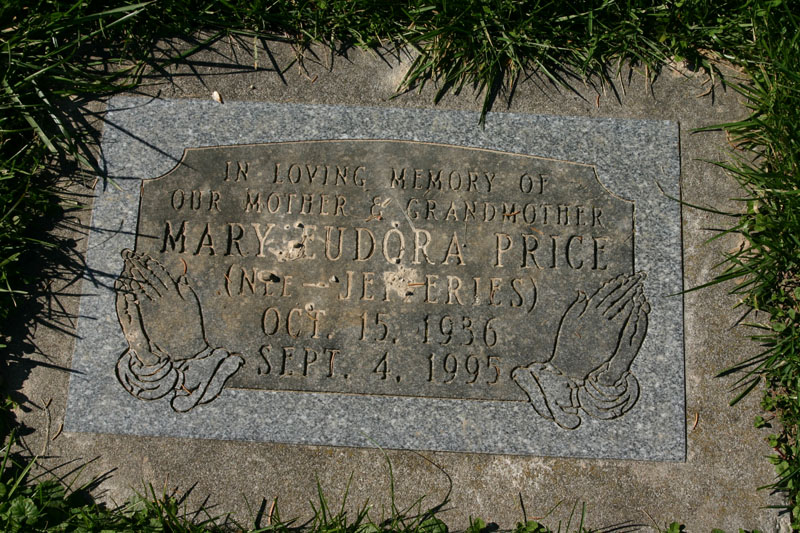 IN LOVING MEMORY OF
OUR MOTHER & GRANDMOTHER
MARY EUDORA PRICE
(NEE - JEFFERIES)
OCT. 15, 1936
SEPT. 4, 1995